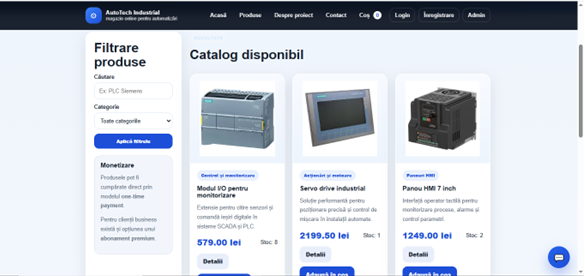 AutoTech Industrial
magazin online pentru automatizări
Acasă
Produse
Despre proiect
Contact
Coș 0
Login
Înregistrare
Admin
Filtrare
produse
Căutare
Ex: PLC Siemens
Categorie
Toate categoriile
Aplică filtrele
Monetizare
Produsele pot fi
cumpărate direct prin
modelul one-time
payment.
Pentru clienții business
există și opțiunea unui
abonament premium.
Catalog disponibil
Control și monitorizare
Modul I/O pentru
monitorizare
Extensie pentru citire senzori și
comandă ieșiri digitale în
sisteme SCADA și PLC.
579.00 lei
Stoc: 8
Detalii
Acționări și motoare
Servo drive industrial
Soluție performantă pentru
poziționare precisă și control de
mișcare în instalații automate.
2199.50 lei
Stoc: 1
Detalii
Adaugă în coș
Panouri HMI
Panou HMI 7 inch
Interfață operator tactilă pentru
monitorizare procese, alarme și
control parametri.
1249.00 lei
Stoc: 2
Detalii
Adaugă în coș